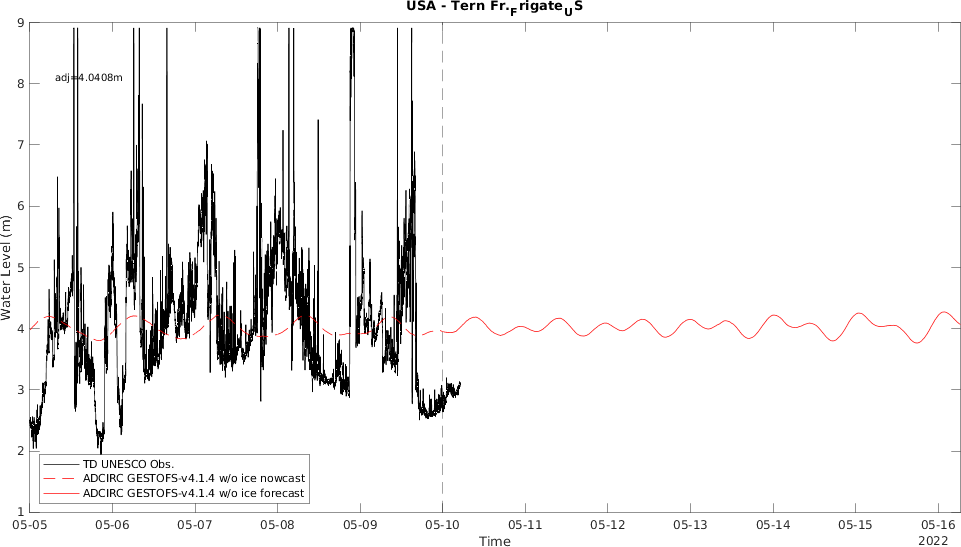 USA - Tern Fr.FrigateUS
adj=4.0408m
Water Level (m)
9
8
7
6
5
4
3
2
1
TD UNESCO Obs.
ADCIRC GESTOFS-v4.1.4 w/o ice nowcast
ADCIRC GESTOFS-v4.1.4 w/o ice forecast
05-05 05-06 05-07 05-08 05-09 05-10 05-11 05-12 05-13 05-14 05-15 05-16
Time
2022